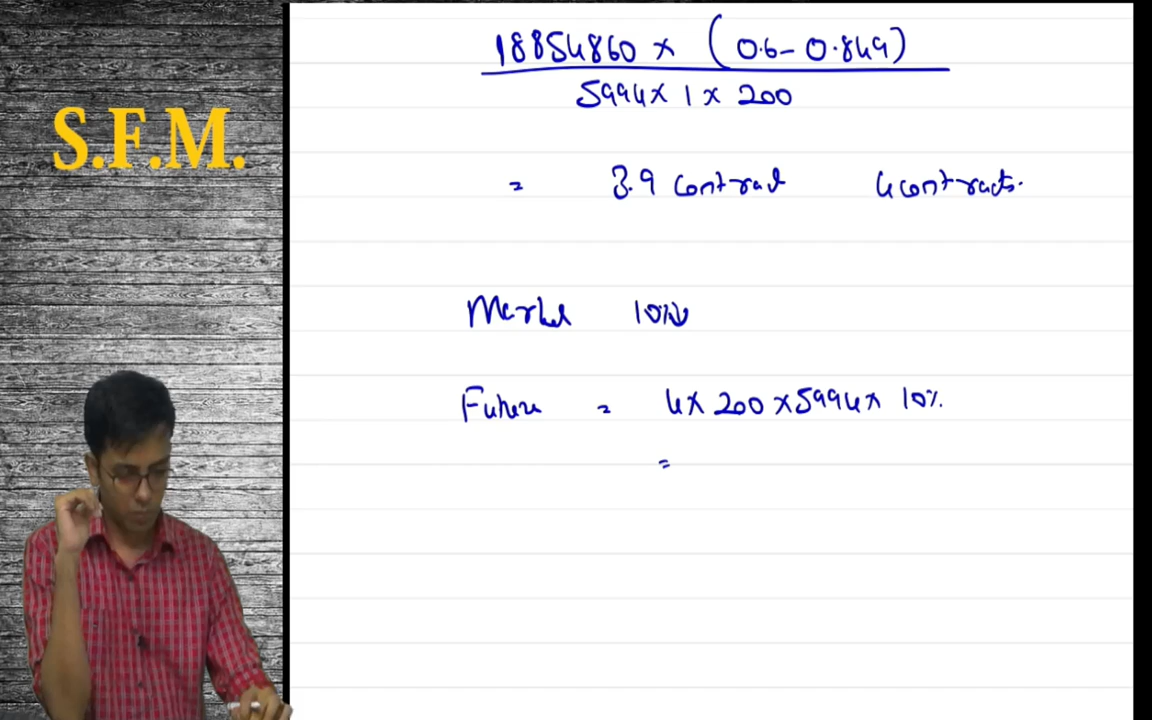 S.F.M.
18854860 × (0.6 - 0.849)
5994 × 1 × 200
= 3.9 contract 4 contracts.
Market 10% ↓
Future = 4 × 200 × 5994 × 10%.
=